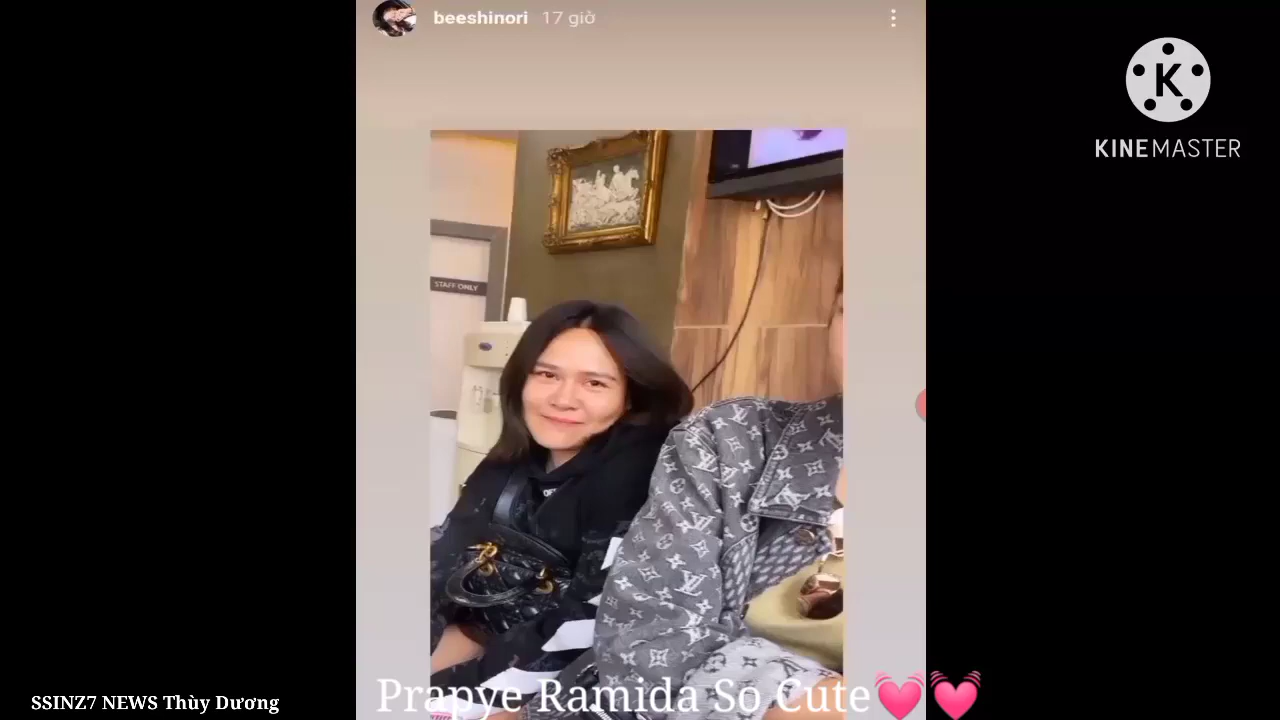 beeshinori 17 giờ
K
KINEMASTER
STAFF ONLY
Prapye Ramida So Cute💓💓
SSINZ7 NEWS Thùy Dương